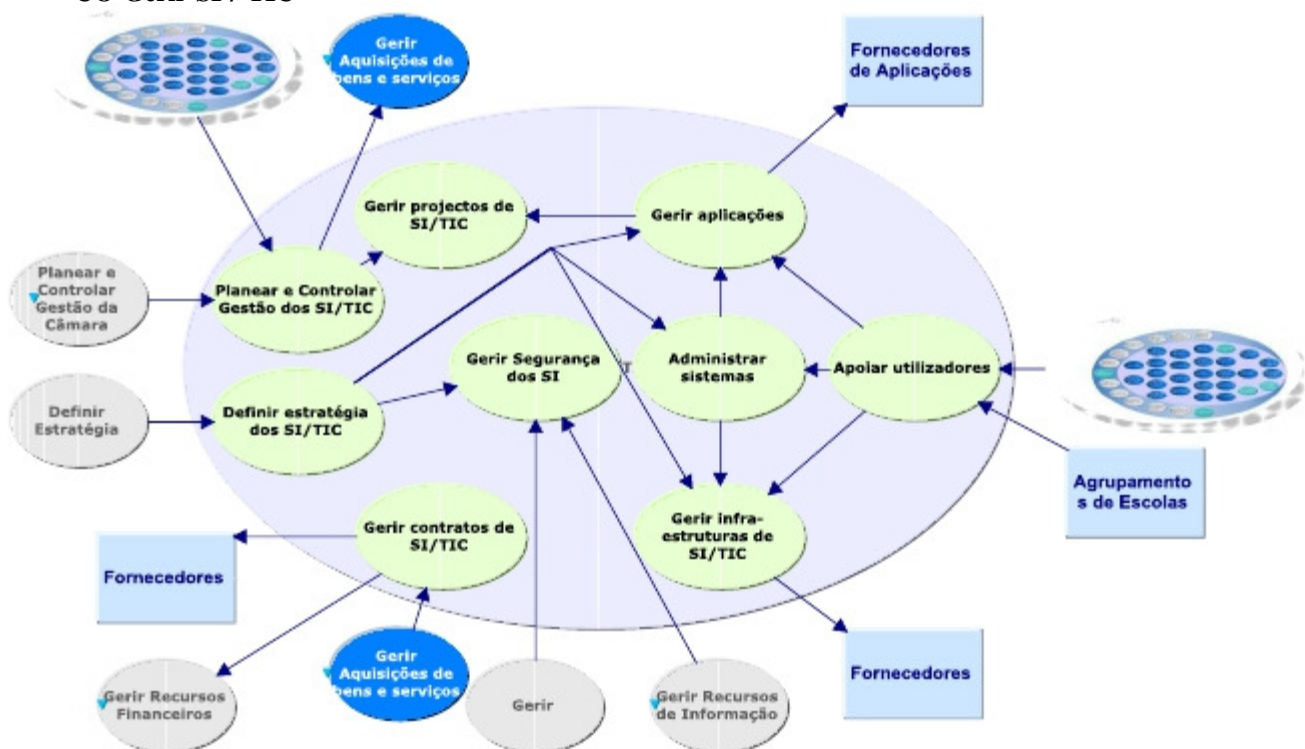 Gerir
Aquisições de
bens e serviços
Fornecedores
de Aplicações
Gerir projectos de
SI/TIC
Gerir aplicações
Planear e
Controlar
Gestão da
Câmara
Planear e Controlar
Gestão dos SI/TIC
Gerir Segurança
dos SI
Administrar
sistemas
Apoiar utilizadores
Definir
Estratégia
Definir estratégia
dos SI/TIC
Agrupamento
s de Escolas
Gerir contratos de
SI/TIC
Gerir infra-
estruturas de
SI/TIC
Fornecedores
Gerir
Aquisições de
bens e serviços
Gerir Recursos
Financeiros
Gerir
Gerir Recursos
de Informação
Fornecedores